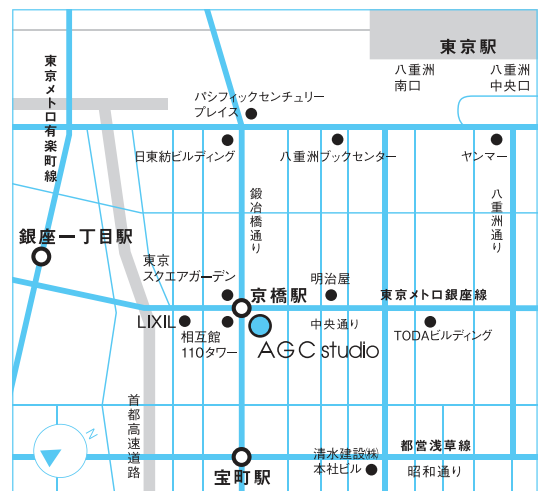 東京駅
八重洲
南口
八重洲
中央口
東京メトロ有楽町線
パシフィックセンチュリー
プレイス
日東紡ビルディング
八重洲ブックセンター
ヤンマー
鍛冶橋通り
八重洲通り
銀座一丁目駅
東京
スクエアガーデン
京橋駅
明治屋
東京メトロ銀座線
LIXIL
相互館
110タワー
中央通り
TODAビルディング
AGC studio
首都高速道路
N
宝町駅
清水建設㈱
本社ビル
都営浅草線
昭和通り